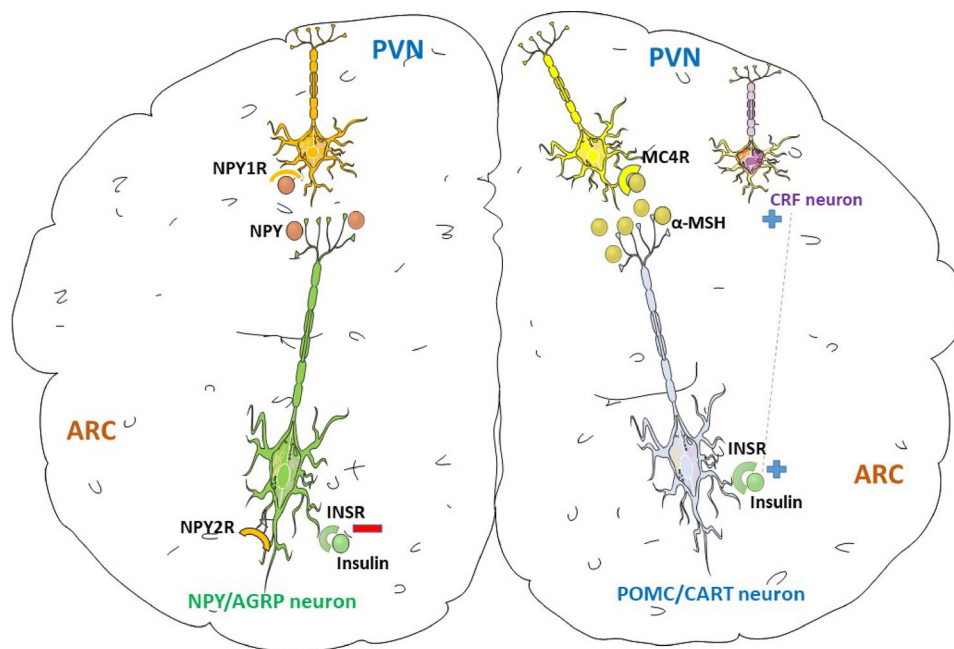 PVN
NPY1R
NPY
ARC
NPY2R
INSR
Insulin
NPY/AGRP neuron
PVN
MC4R
CRF neuron
α-MSH
INSR
Insulin
ARC
POMC/CART neuron